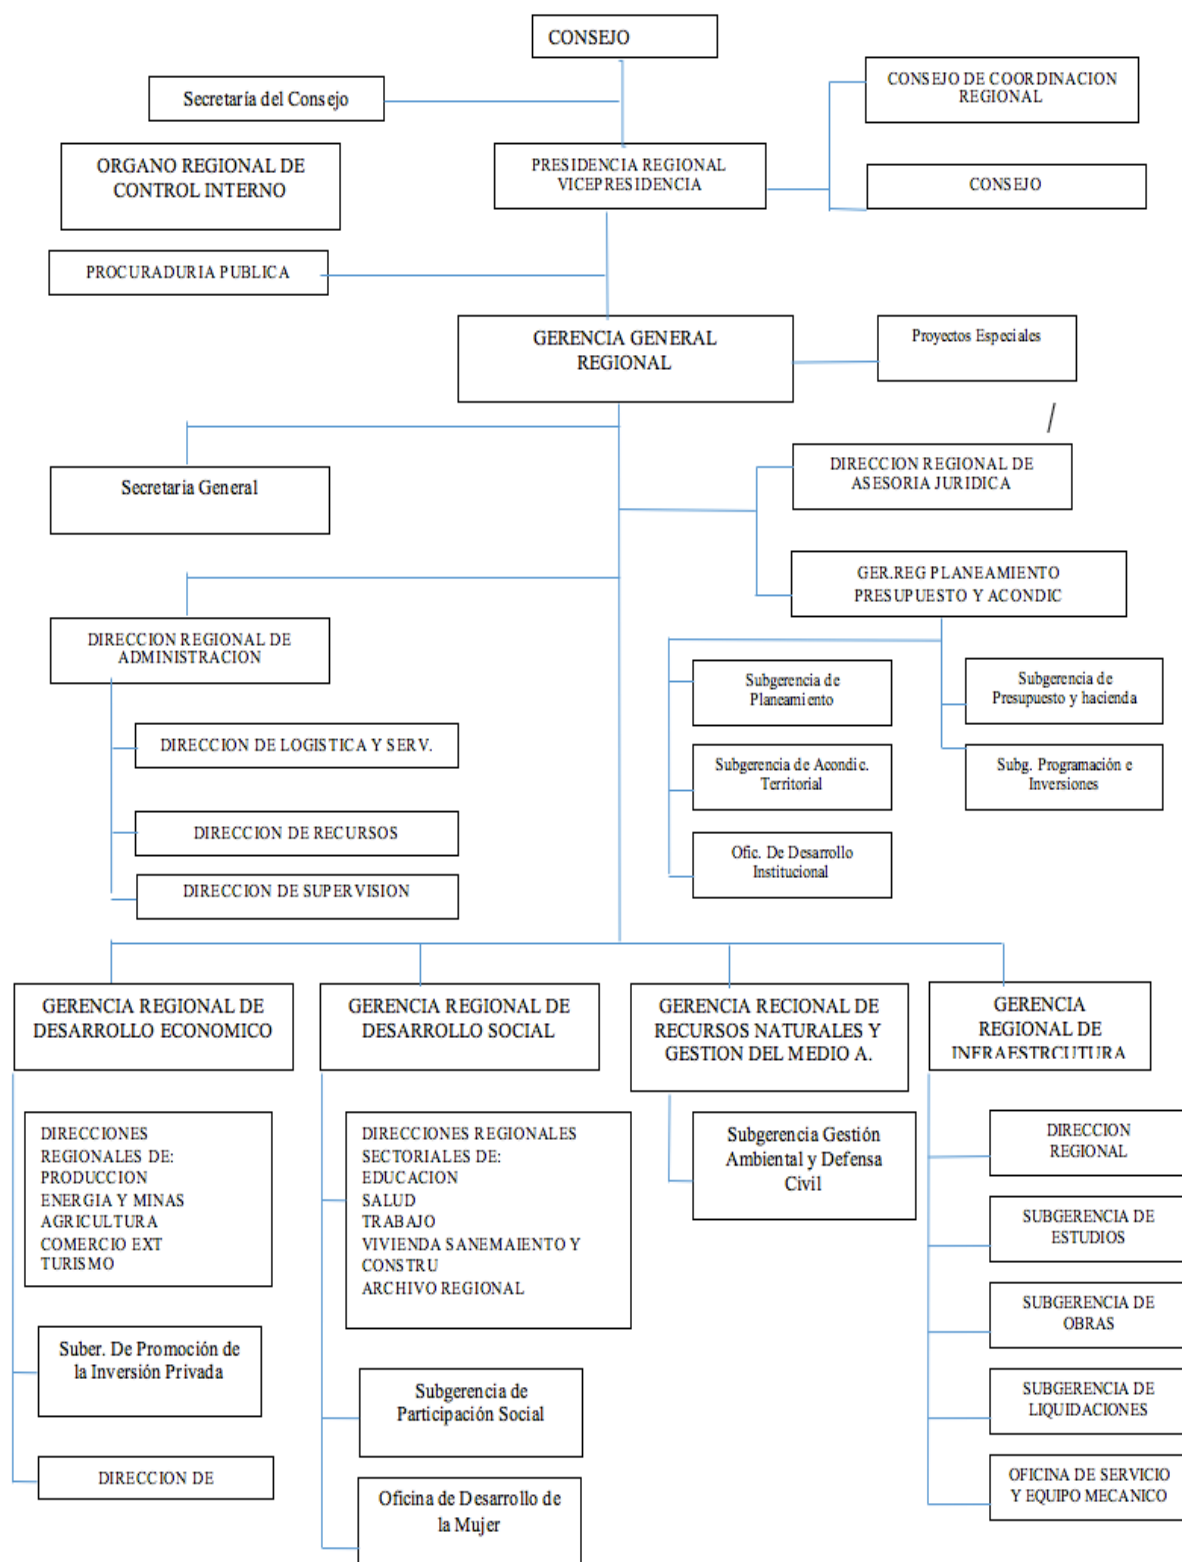 CONSEJO
Secretaría del Consejo
CONSEJO DE COORDINACION
REGIONAL
ORGANO REGIONAL DE
CONTROL INTERNO
PRESIDENCIA REGIONAL
VICEPRESIDENCIA
CONSEJO
PROCURADURIA PUBLICA
GERENCIA GENERAL
REGIONAL
Proyectos Especiales
/
Secretaria General
DIRECCION REGIONAL DE
ASESORIA JURIDICA
GER.REG PLANEAMIENTO
PRESUPUESTO Y ACONDIC
DIRECCION REGIONAL DE
ADMINISTRACION
Subgerencia de
Planeamiento
Subgerencia de
Presupuesto y hacienda
DIRECCION DE LOGISTICA Y SERV.
Subgerencia de Acondic.
Territorial
Subg. Programación e
Inversiones
DIRECCION DE RECURSOS
Ofic. De Desarrollo
Institucional
DIRECCION DE SUPERVISION
GERENCIA REGIONAL DE
DESARROLLO ECONOMICO
GERENCIA REGIONAL DE
DESARROLLO SOCIAL
GERENCIA RECIONAL DE
RECURSOS NATURALES Y
GESTION DEL MEDIO A.
GERENCIA
REGIONAL DE
INFRAESTRCUTURA
DIRECCIONES
REGIONALES DE:
PRODUCCION
ENERGIA Y MINAS
AGRICULTURA
COMERCIO EXT
TURISMO
DIRECCIONES REGIONALES
SECTORIALES DE:
EDUCACION
SALUD
TRABAJO
VIVIENDA SANEMAIENTO Y
CONSTRU
ARCHIVO REGIONAL
Subgerencia Gestión
Ambiental y Defensa
Civil
DIRECCION
REGIONAL
SUBGERENCIA DE
ESTUDIOS
SUBGERENCIA DE
OBRAS
Suber. De Promoción de
la Inversión Privada
Subgerencia de
Participación Social
SUBGERENCIA DE
LIQUIDACIONES
DIRECCION DE
Oficina de Desarrollo de
la Mujer
OFICINA DE SERVICIO
Y EQUIPO MECANICO